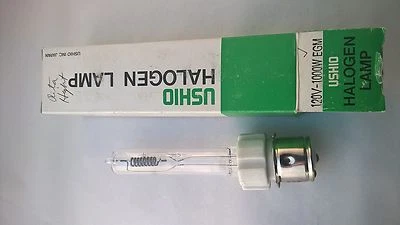 USHIO
HALOGEN LAMP
USHIO INC. JAPAN
120V-1000W EGM
USHIO
HALOGEN
LAMP